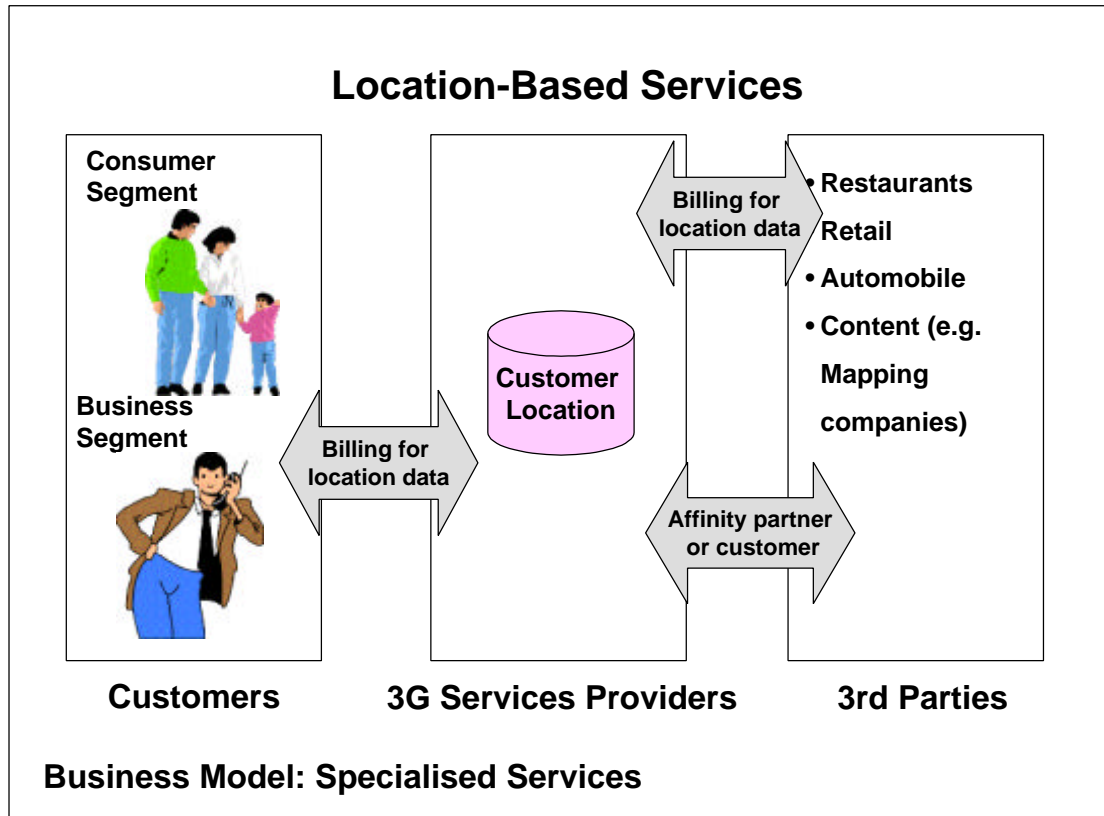 Location-Based Services
Consumer
Segment
Business
Segment
Billing for
location data
Customer
Location
Billing for
location data
Affinity partner
or customer
• Restaurants
Retail
• Automobile
• Content (e.g.
Mapping
companies)
Customers
3G Services Providers
3rd Parties
Business Model: Specialised Services